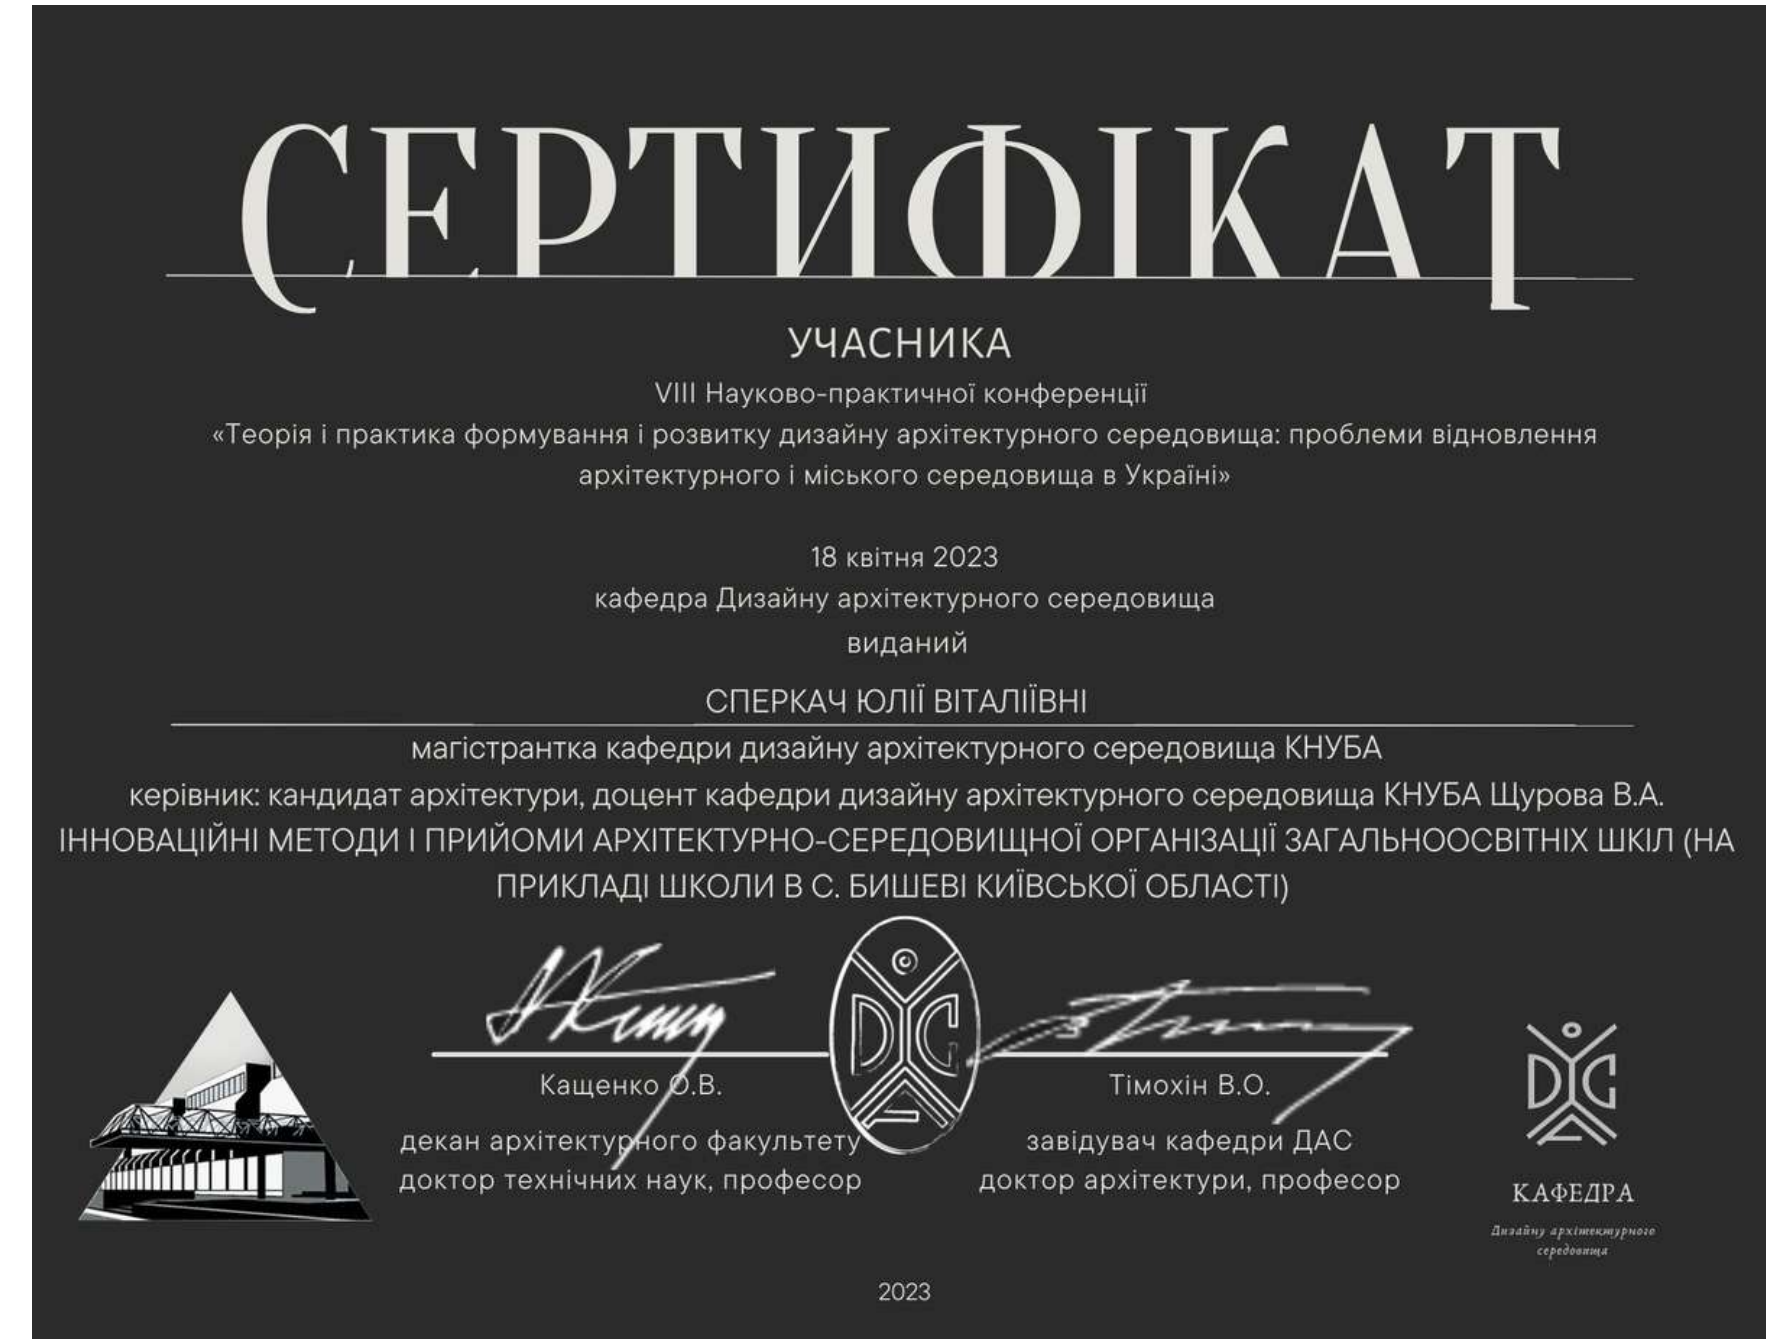 СЕРТИФІКАТ
УЧАСНИКА
VIII Науково-практичної конференції
«Теорія і практика формування і розвитку дизайну архітектурного середовища: проблеми відновлення
архітектурного і міського середовища в Україні»
18 квітня 2023
кафедра Дизайну архітектурного середовища
виданий
СПЕРКАЧ ЮЛІЇ ВІТАЛІЇВНІ
магістрантка кафедри дизайну архітектурного середовища КНУБА
керівник: кандидат архітектури, доцент кафедри дизайну архітектурного середовища КНУБА Щурова В.А.
ІННОВАЦІЙНІ МЕТОДИ І ПРИЙОМИ АРХІТЕКТУРНО-СЕРЕДОВИЩНОЇ ОРГАНІЗАЦІЇ ЗАГАЛЬНООСВІТНІХ ШКІЛ (НА
ПРИКЛАДІ ШКОЛИ В С. БИШЕВІ КИЇВСЬКОЇ ОБЛАСТІ)
Кащенко О.В.
декан архітектурного факультету
доктор технічних наук, професор
Тімохін В.О.
завідувач кафедри ДАС
доктор архітектури, професор
КАФЕДРА
Дизайну архітектурного
середовища
2023